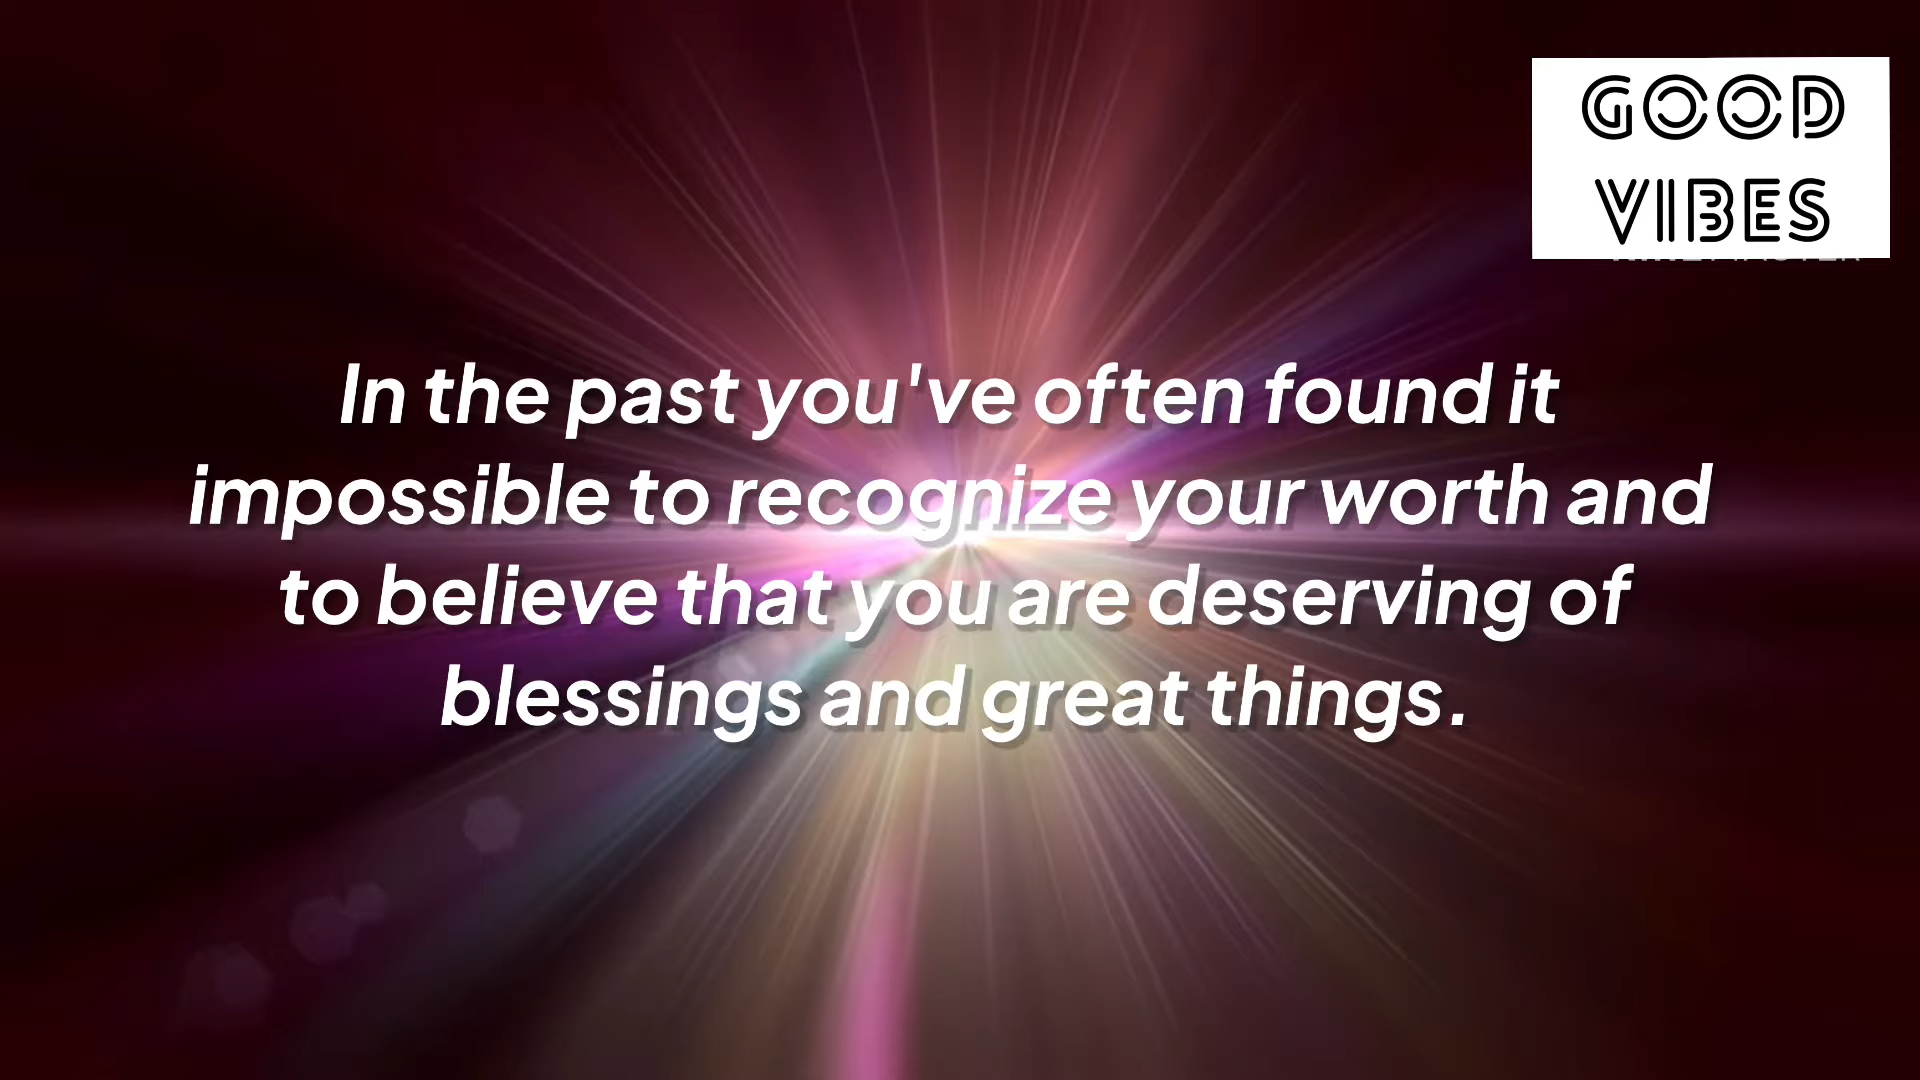 GOOD
VIBES
In the past you've often found it
impossible to recognize your worth and
to believe that you are deserving of
blessings and great things.